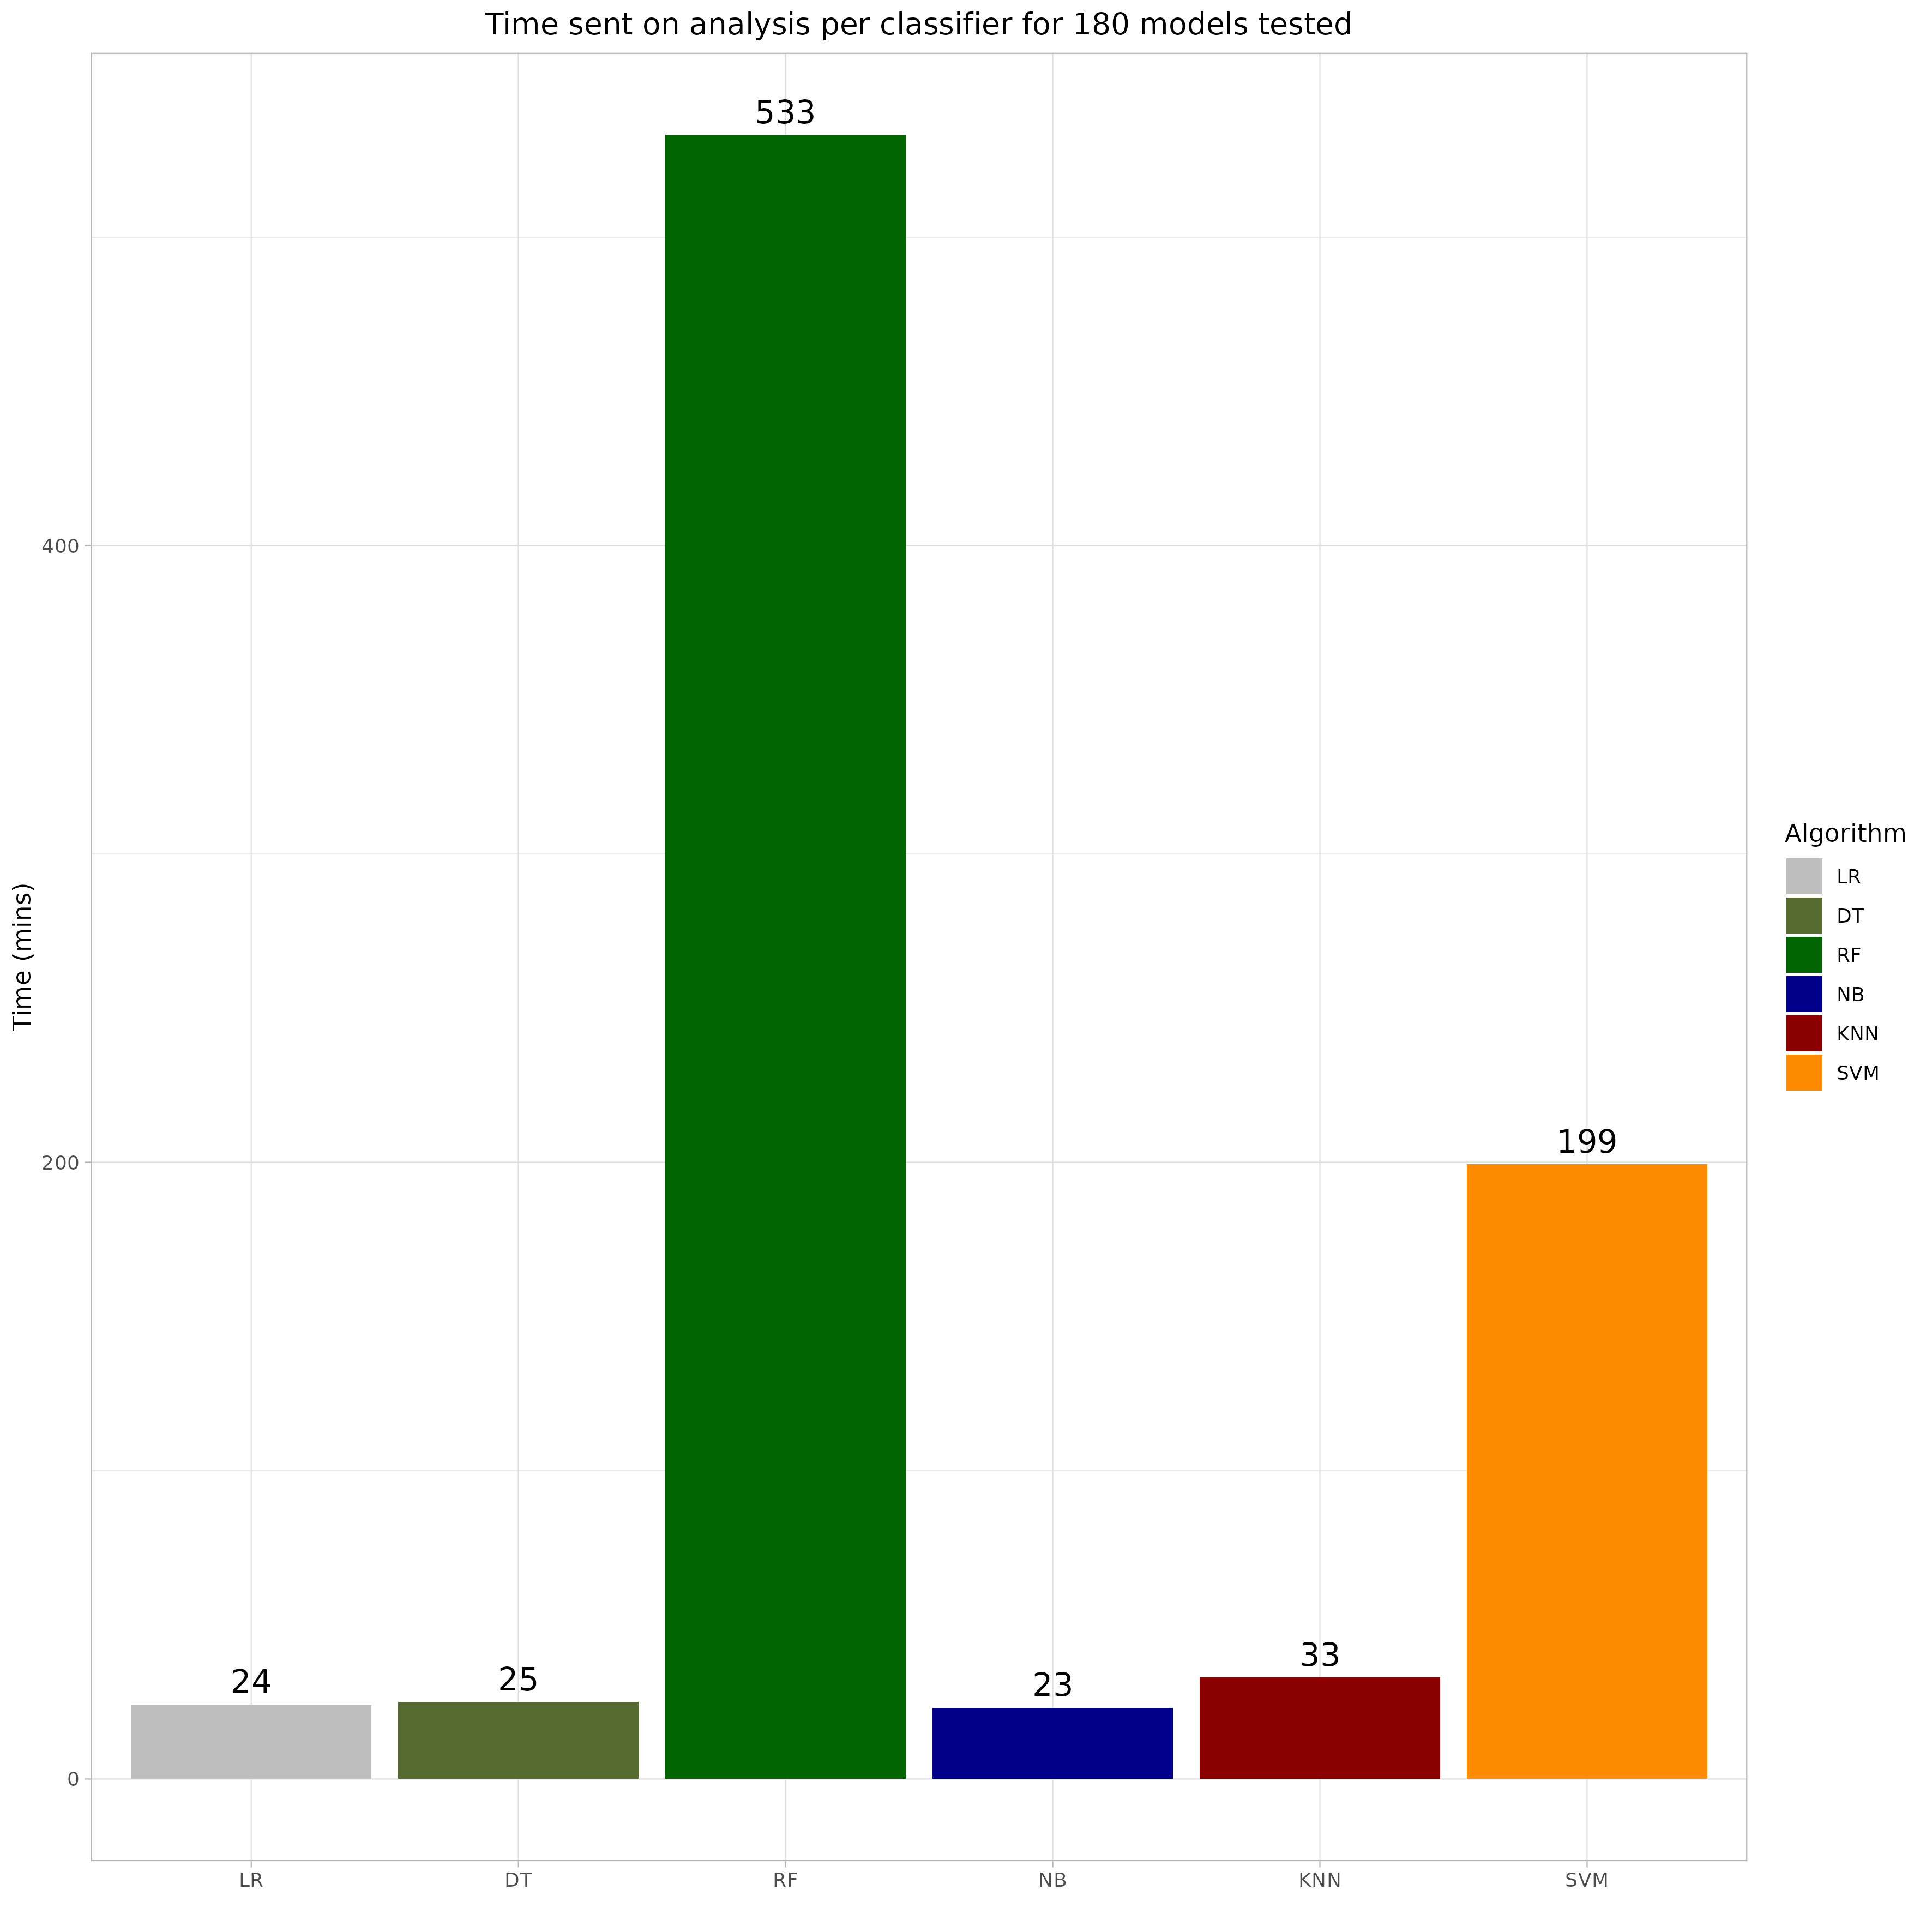 Time sent on analysis per classifier for 180 models tested
533
400
Time (mins)
Algorithm
LR
DT
RF
NB
KNN
SVM
200
199
24
25
23
33
0
LR
DT
RF
NB
KNN
SVM